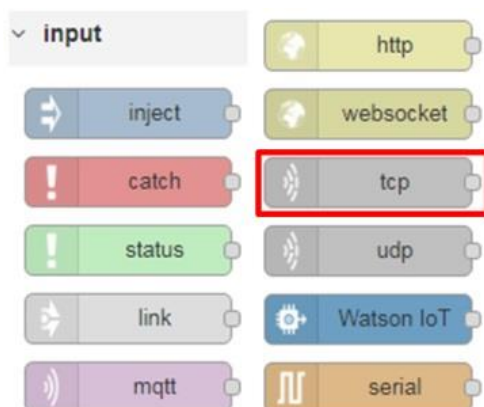 input
inject
catch
status
link
mqtt
http
websocket
tcp
udp
Watson IoT
serial